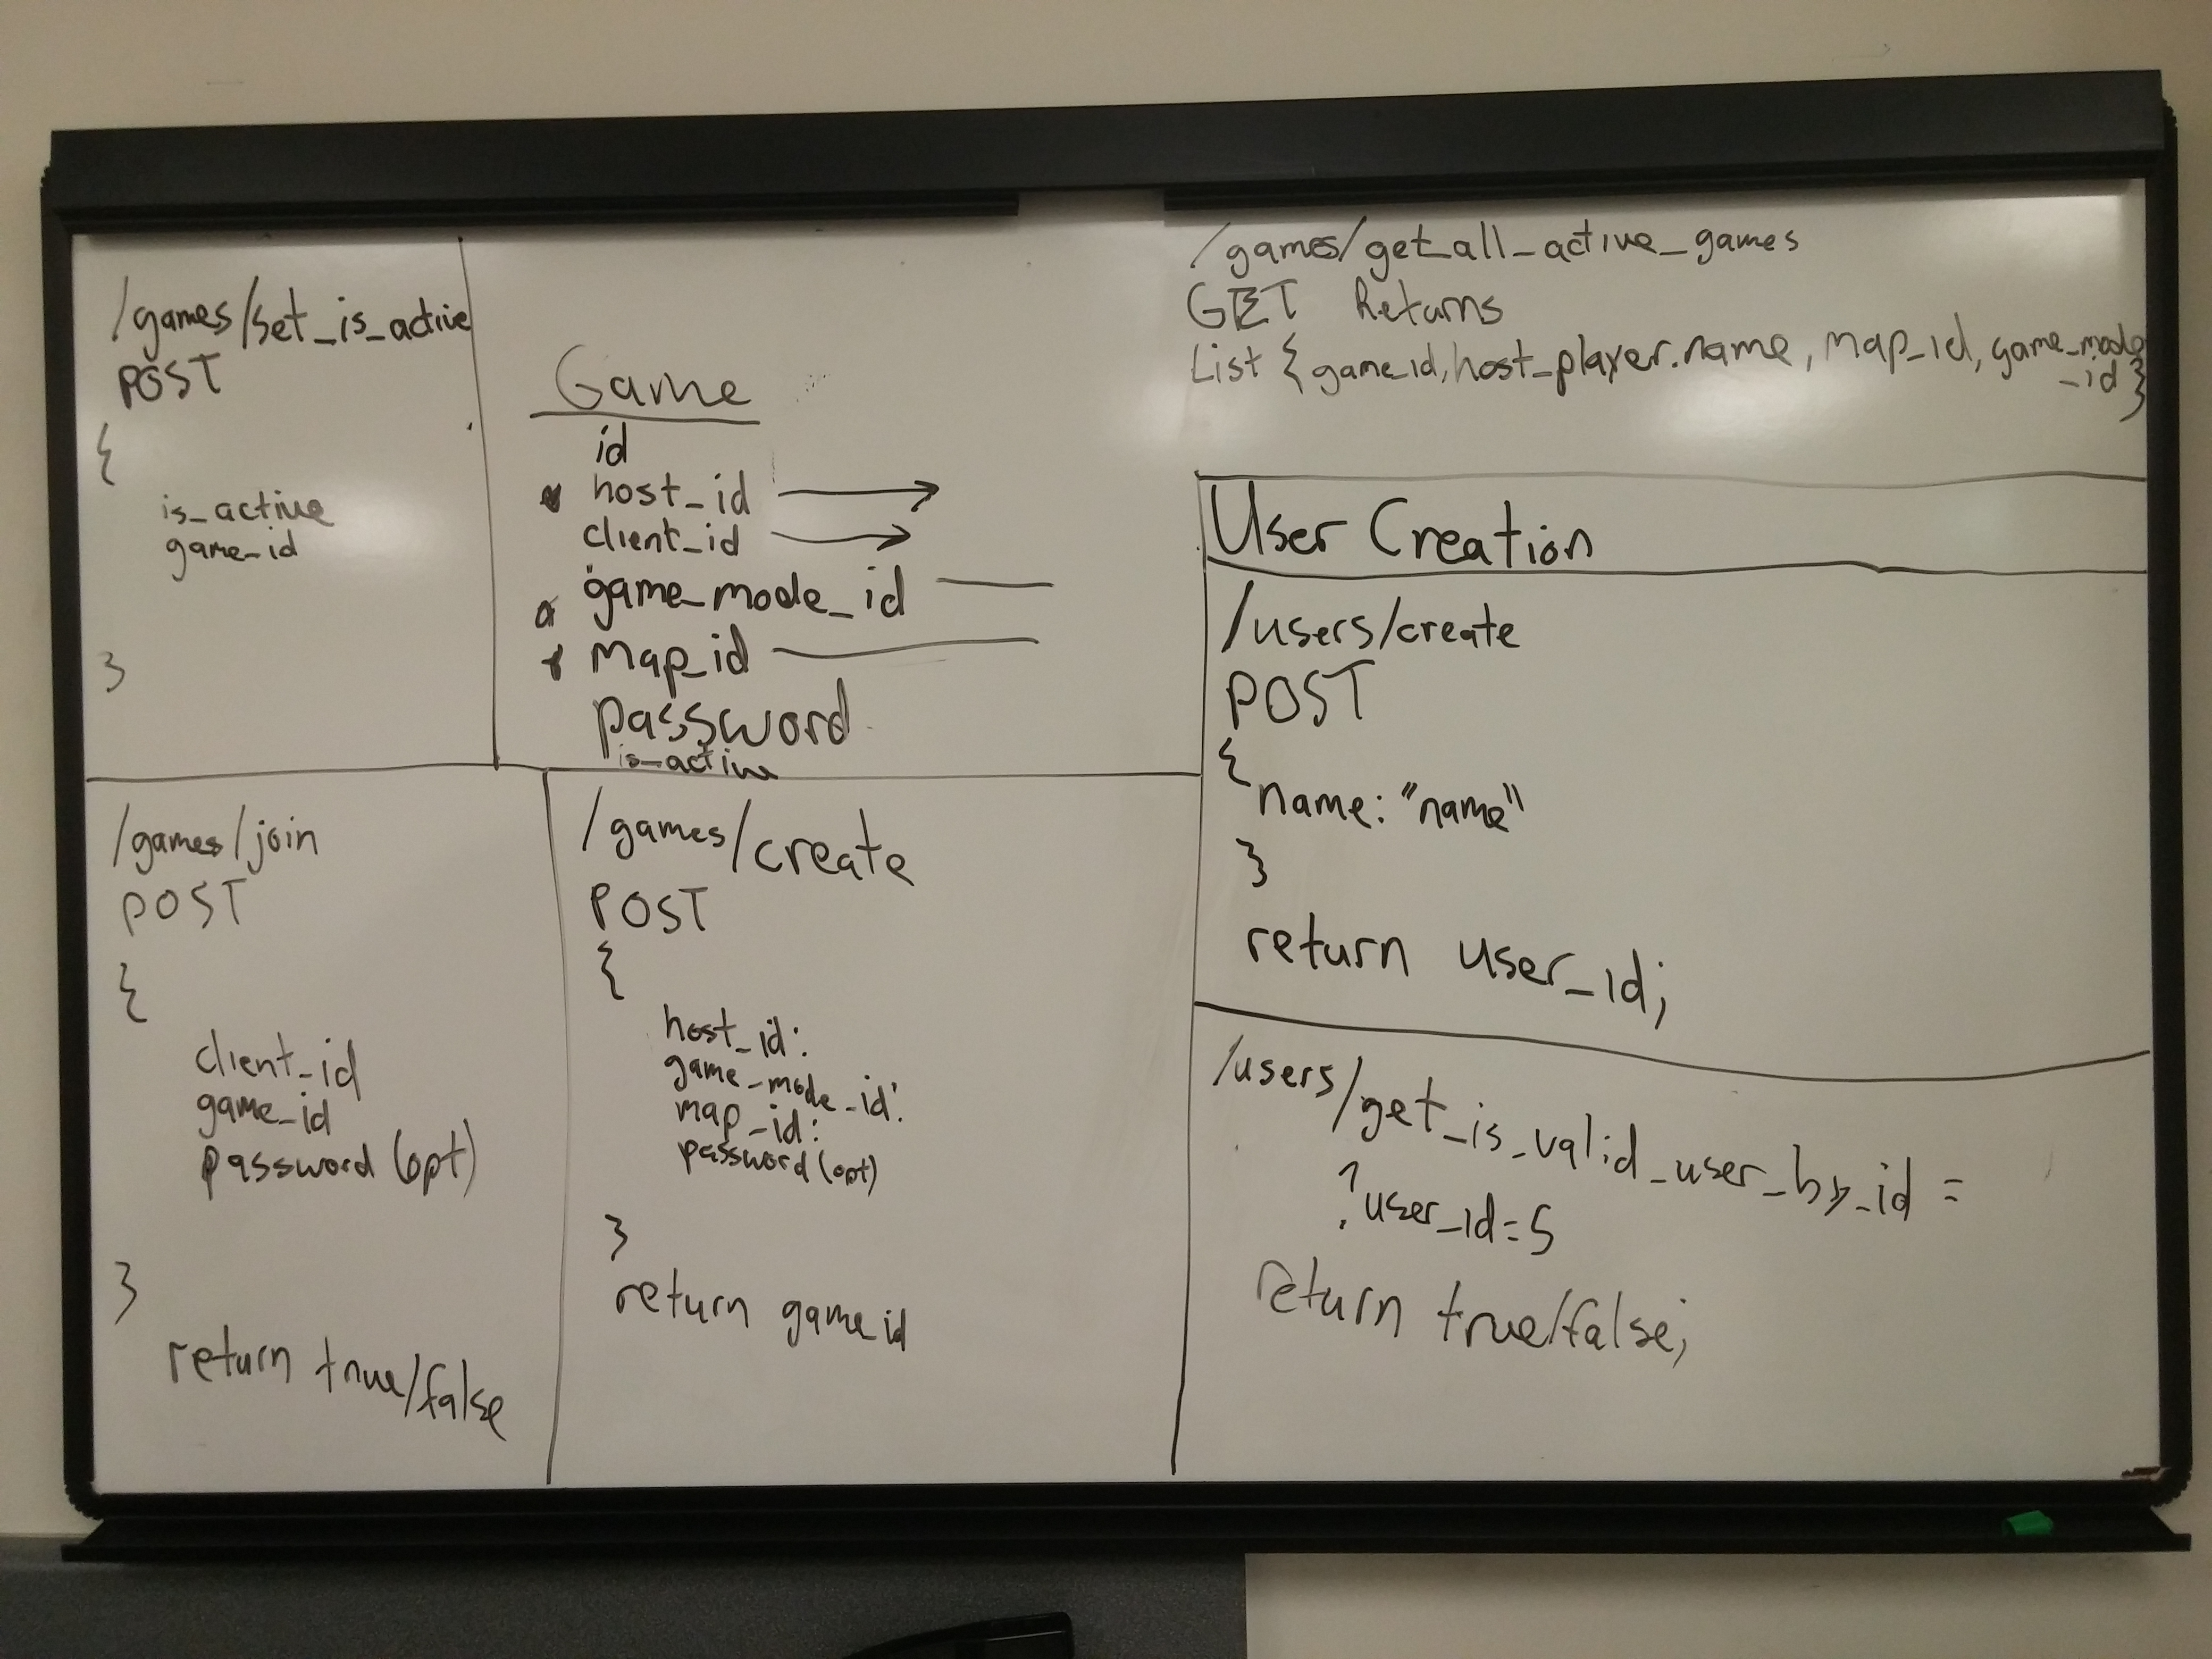 /games/set_is_active
POST
{
is_active
game_id
}
Game
id
host_id
client_id
game_mode_id
map_id
password
is_active
/games/get_all_active_games
GET Returns
List {game_id, host_player.name, map_id, game_mode
_id}
User Creation
/users/create
POST
{
name: "name"
}
return user_id;
/users/get_is_valid_user_by_id =
?user_id=5
return true/false;
/games/join
POST
{
client_id
game_id
password (opt)
}
return true/false
/games/create
POST
{
host_id:
game_mode_id:
map_id:
password (opt)
}
return game_id